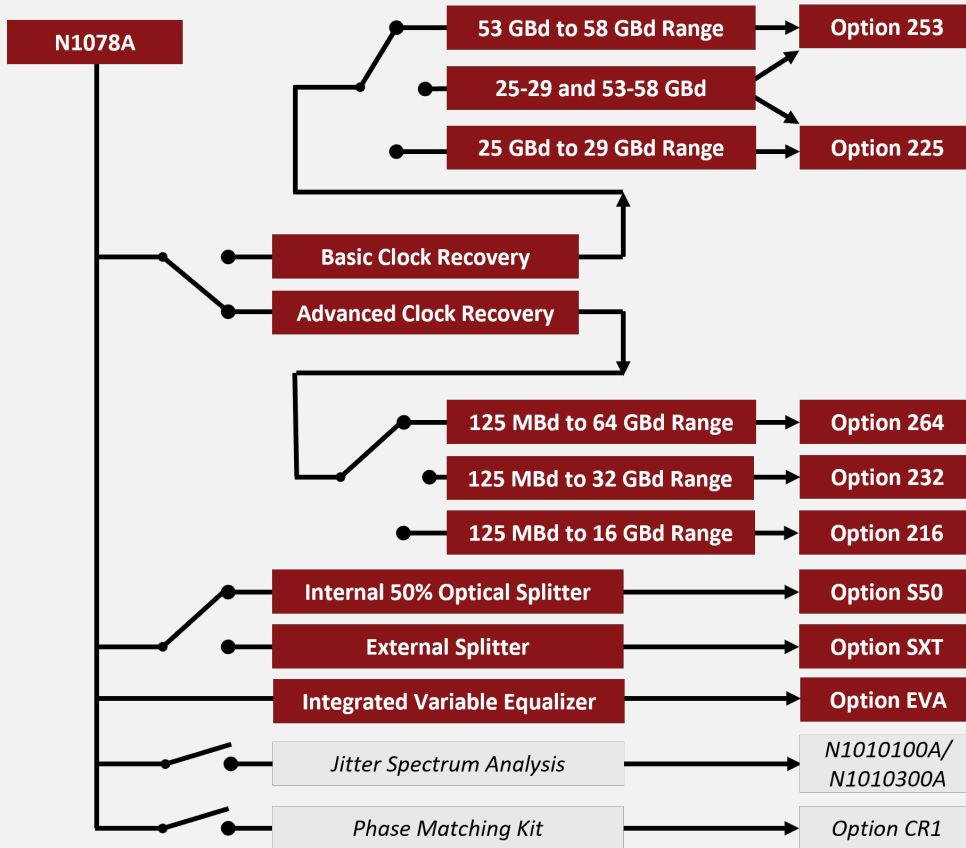 N1078A
53 GBd to 58 GBd Range
Option 253
25-29 and 53-58 GBd
25 GBd to 29 GBd Range
Option 225
Basic Clock Recovery
Advanced Clock Recovery
125 MBd to 64 GBd Range
Option 264
125 MBd to 32 GBd Range
Option 232
125 MBd to 16 GBd Range
Option 216
Internal 50% Optical Splitter
Option S50
External Splitter
Option SXT
Integrated Variable Equalizer
Option EVA
Jitter Spectrum Analysis
N1010100A/
N1010300A
Phase Matching Kit
Option CR1